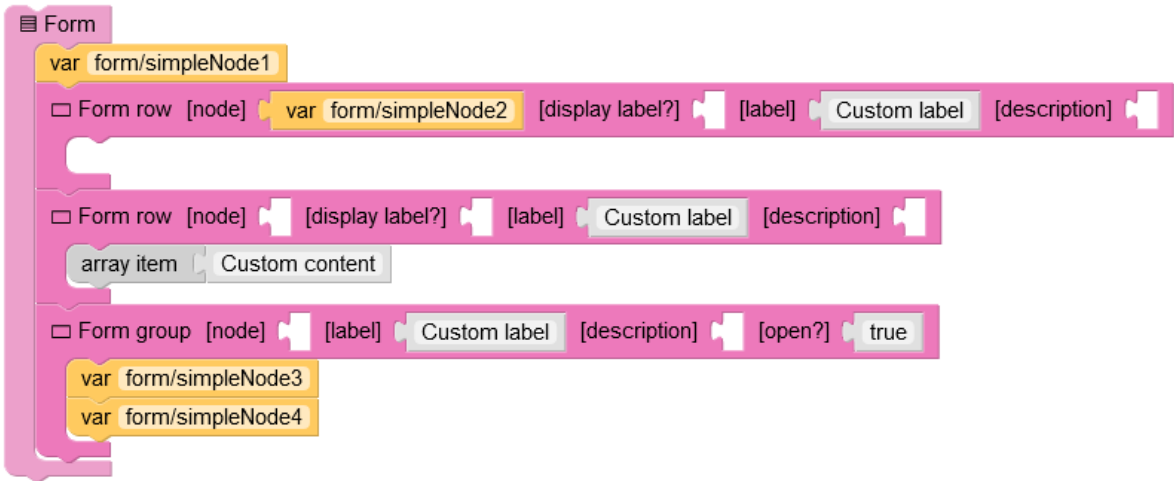 Form
var form/simpleNode1
Form row [node] var form/simpleNode2 [display label?] [label] Custom label [description]
Form row [node] [display label?] [label] Custom label [description]
array item Custom content
Form group [node] [label] Custom label [description] [open?] true
var form/simpleNode3
var form/simpleNode4